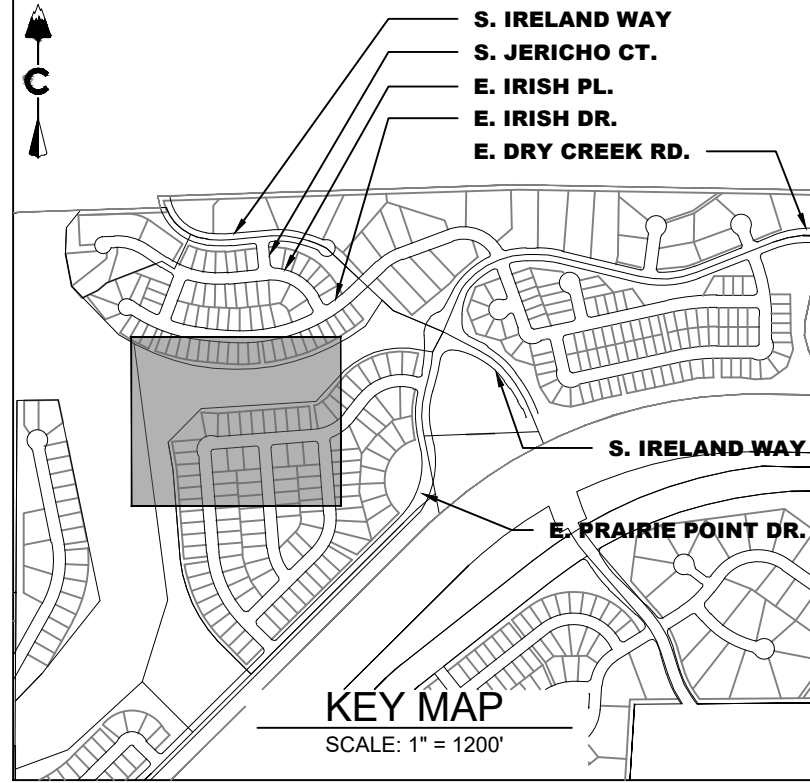 S. IRELAND WAY
S. JERICHO CT.
E. IRISH PL.
E. IRISH DR.
E. DRY CREEK RD.
C
S. IRELAND WAY
E. PRAIRIE POINT DR.
KEY MAP
SCALE: 1" = 1200'